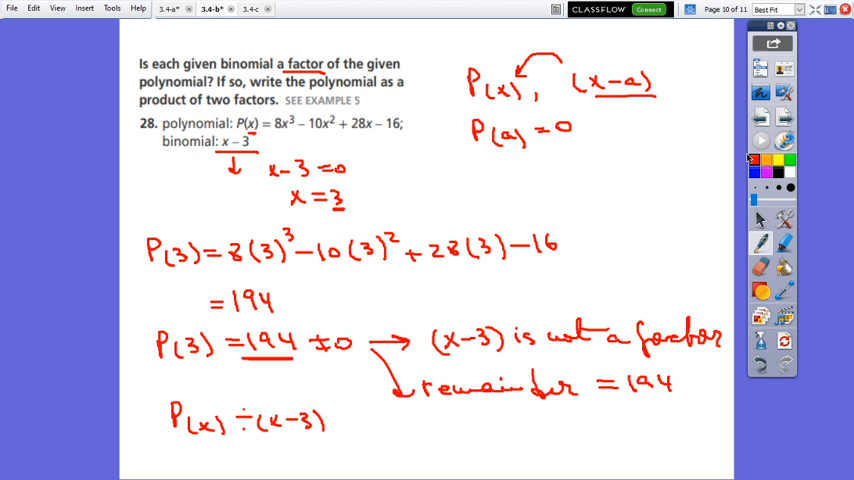 File Edit View Insert Tools Help 3.4-a* 3.4-b* 3.4-c CLASSFLOW Connect Page 10 of 11 Best Fit
Is each given binomial a factor of the given
polynomial? If so, write the polynomial as a
product of two factors. SEE EXAMPLE 5
28. polynomial: P(x) = 8x³ – 10x² + 28x – 16;
binomial: x – 3
P(x), (x-a)
P(a) = 0
x-3 = 0
x = 3
P(3) = 8(3)³ - 10(3)² + 28(3) - 16
= 194
P(3) = 194 ≠ 0 → (x-3) is not a factor
remainder = 194
P(x) ÷ (x-3)